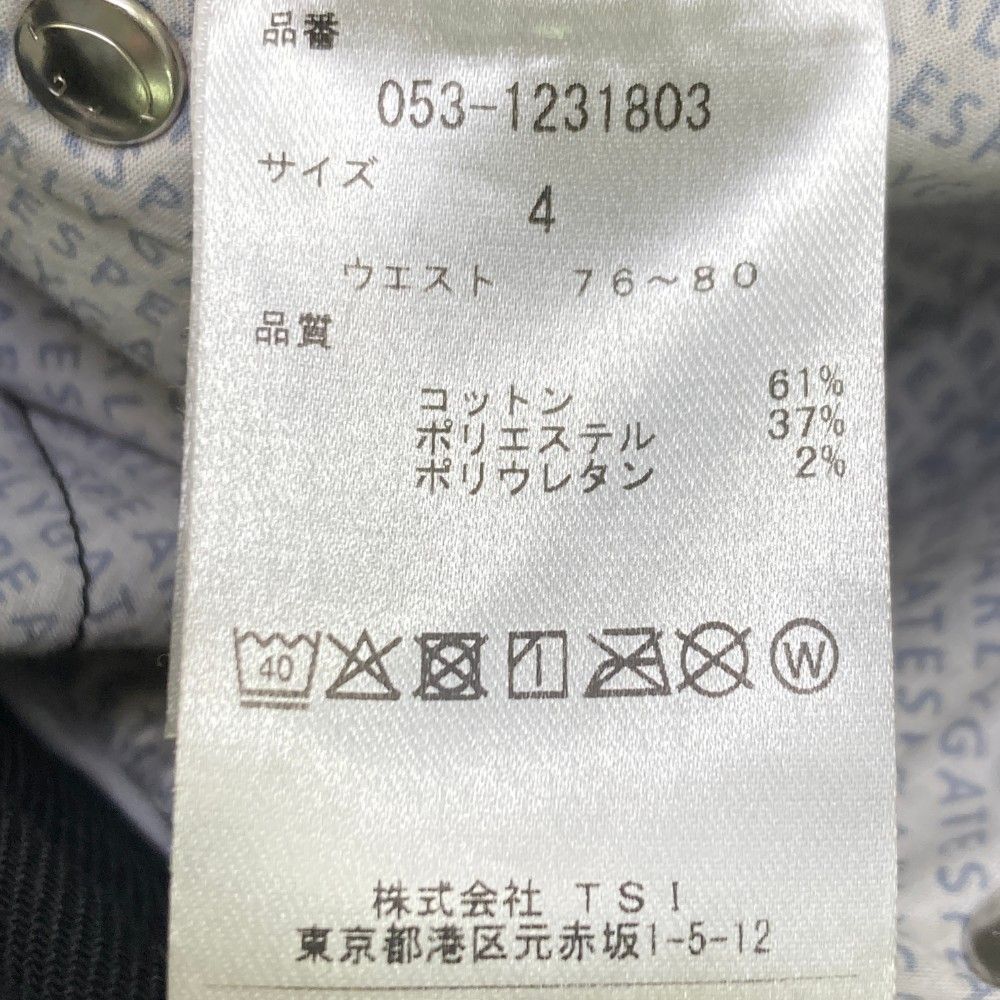 品番
053-1231803
サイズ
4
ウエスト 76～80
品質
コットン 61%
ポリエステル 37%
ポリウレタン 2%
40
W
株式会社 TSI
東京都港区元赤坂1-5-12